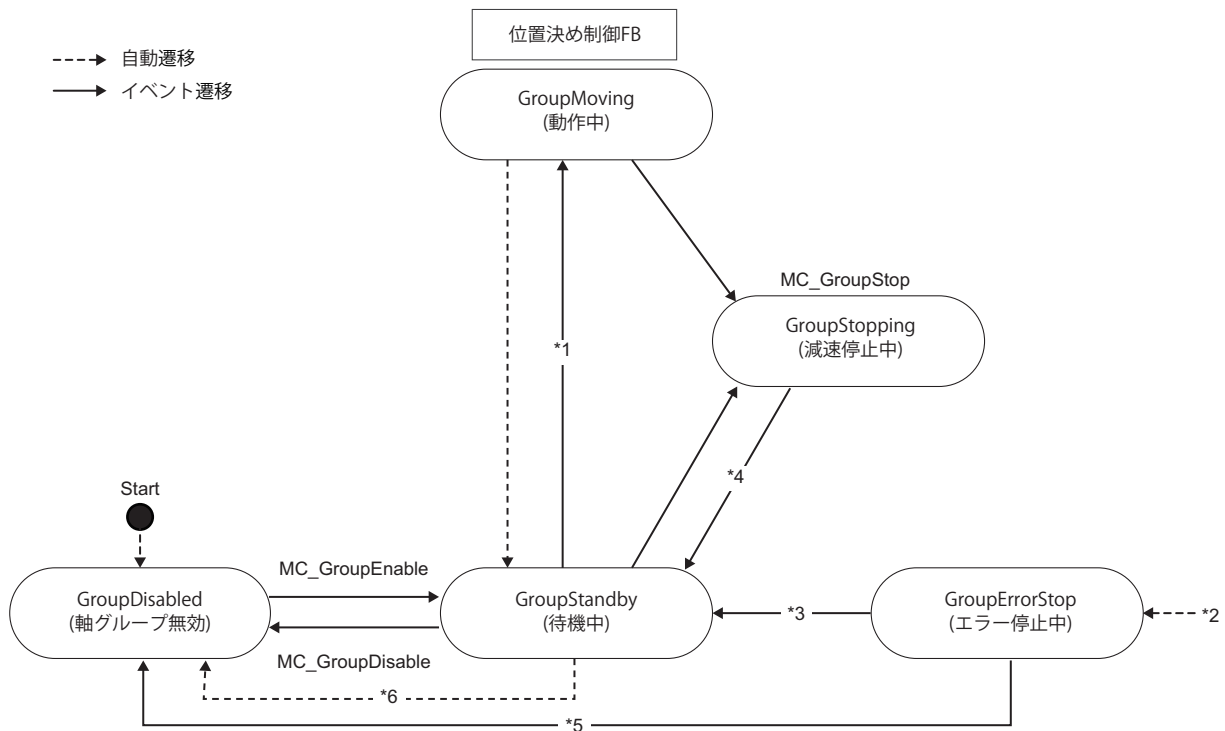 位置決め制御FB
自動遷移
イベント遷移
GroupMoving
(動作中)
MC_GroupStop
GroupStopping
(減速停止中)
*1
*4
Start
MC_GroupEnable
GroupDisabled
(軸グループ無効)
GroupStandby
(待機中)
*3
GroupErrorStop
(エラー停止中)
*2
MC_GroupDisable
*6
*5